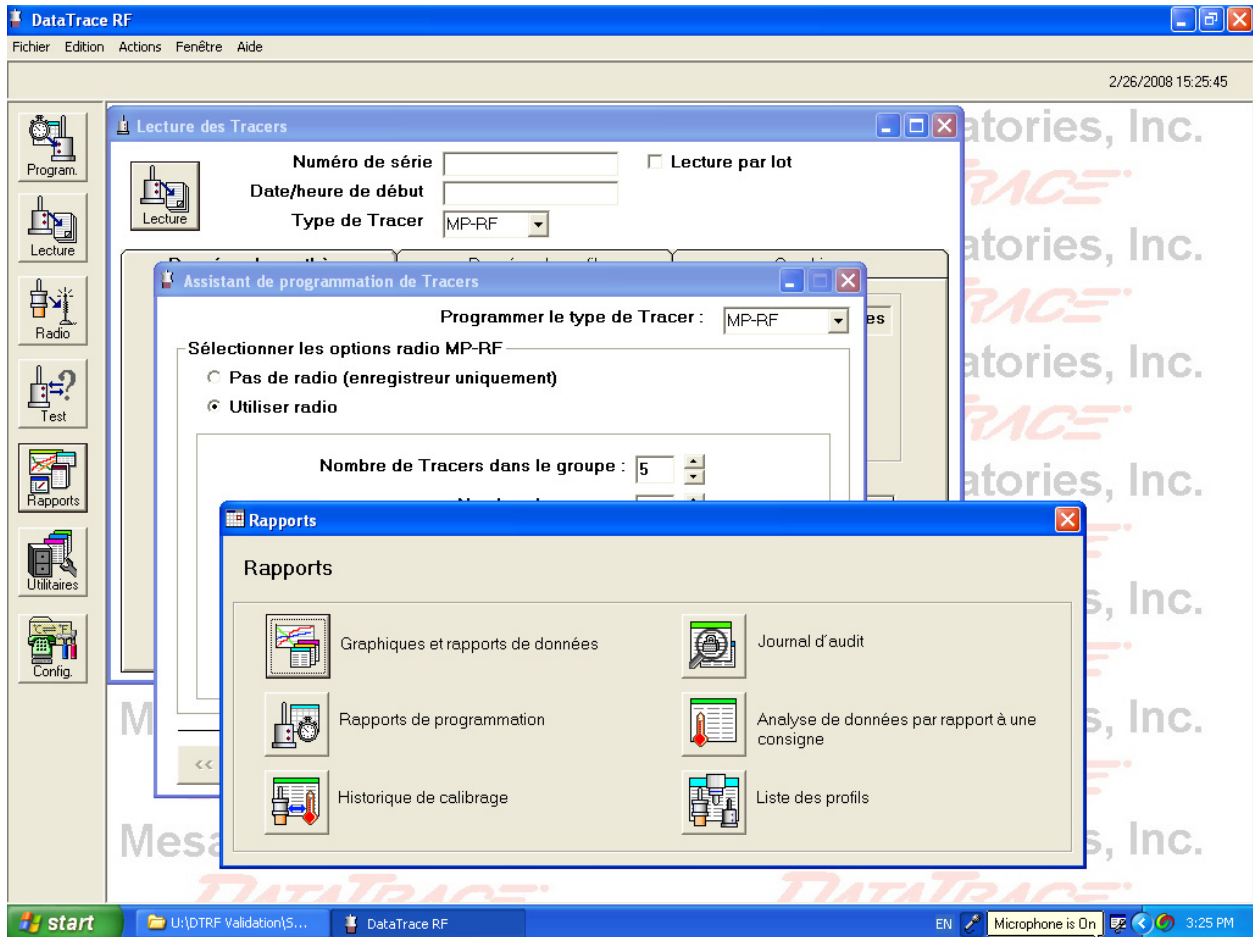 DataTrace RF
Fichier Edition Actions Fenêtre Aide
2/26/2008 15:25:45
Program.
Lecture
Radio
Test
Rapports
Utilitaires
Config.
Lecture des Tracers
Lecture
Numéro de série
Lecture par lot
Date/heure de début
Type de Tracer MP-RF
Assistant de programmation de Tracers
Programmer le type de Tracer : MP-RF
Sélectionner les options radio MP-RF
Pas de radio (enregistreur uniquement)
Utiliser radio
Nombre de Tracers dans le groupe : 5
<<
Rapports
Rapports
Graphiques et rapports de données
Journal d'audit
Rapports de programmation
Analyse de données par rapport à une
consigne
Historique de calibrage
Liste des profils
atories, Inc.
atories, Inc.
atories, Inc.
atories, Inc.
s, Inc.
s, Inc.
Mesa
s, Inc.
DATATRACE
DATATRACE
start
U:\DTRF Validation\S...
DataTrace RF
EN
Microphone is On
3:25 PM